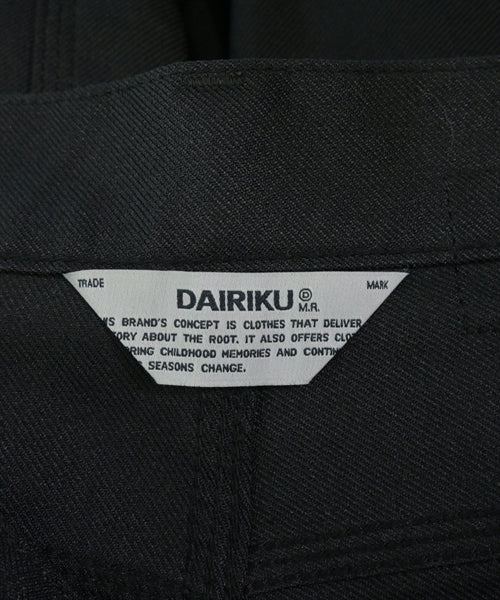 TRADE MARK
DAIRIKU Ⓓ
M.R.
BRAND'S CONCEPT IS CLOTHES THAT DELIVER
ABOUT THE ROOT. IT ALSO OFFERS
CHILDHOOD MEMORIES AND
SEASONS CHANGE.